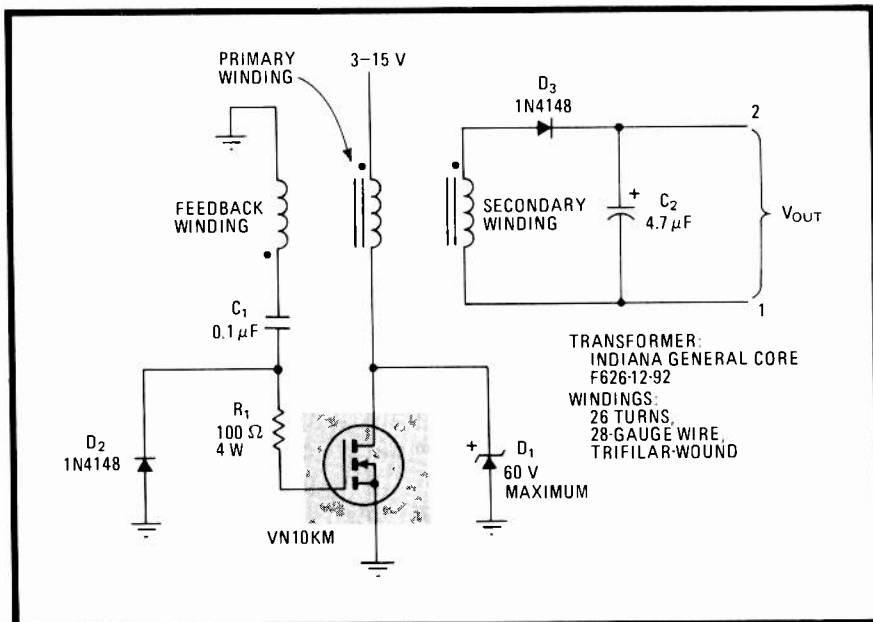 PRIMARY
WINDING
3–15 V
D3
1N4148
2
FEEDBACK
WINDING
SECONDARY
WINDING
+
C2
4.7 μF
VOUT
C1
0.1 μF
1
TRANSFORMER:
INDIANA GENERAL CORE
F626-12-92
WINDINGS:
26 TURNS,
28-GAUGE WIRE,
TRIFILAR-WOUND
D2
1N4148
R1
100 Ω
4 W
+
D1
60 V
MAXIMUM
VN10KM